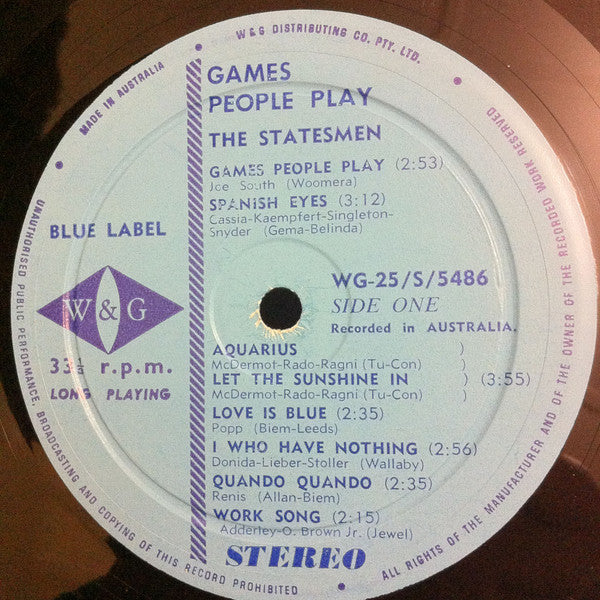 W & G DISTRIBUTING CO. PTY. LTD.
MADE IN AUSTRALIA
GAMES
PEOPLE PLAY
THE STATESMEN
GAMES PEOPLE PLAY (2:53)
Joe South (Woomera)
SPANISH EYES (3:12)
Cassia-Kaempfert-Singleton-
Snyder (Gema-Belinda)
BLUE LABEL
W & G
33⅓ r.p.m.
LONG PLAYING
WG-25/S/5486
SIDE ONE
Recorded in AUSTRALIA.
AQUARIUS )
McDermot-Rado-Ragni (Tu-Con) )
LET THE SUNSHINE IN ) (3:55)
McDermot-Rado-Ragni (Tu-Con) )
LOVE IS BLUE (2:35)
Popp (Biem-Leeds)
I WHO HAVE NOTHING (2:56)
Donida-Lieber-Stoller (Wallaby)
QUANDO QUANDO (2:35)
Renis (Allan-Biem)
WORK SONG (2:15)
Adderley-O. Brown Jr. (Jewel)
STEREO
UNAUTHORISED PUBLIC PERFORMANCE, BROADCASTING AND COPYING OF THIS RECORD PROHIBITED
ALL RIGHTS OF THE MANUFACTURER AND OF THE OWNER OF THE RECORDED WORK RESERVED